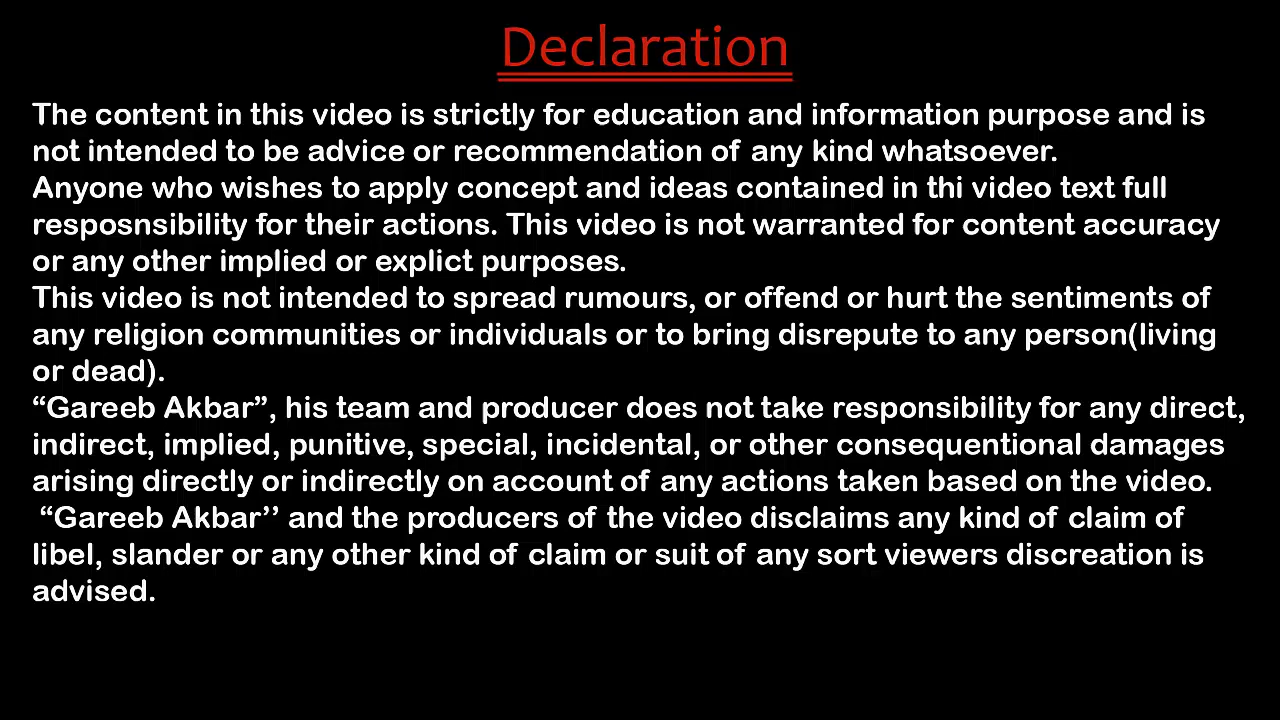 Declaration
The content in this video is strictly for education and information purpose and is
not intended to be advice or recommendation of any kind whatsoever.
Anyone who wishes to apply concept and ideas contained in thi video text full
resposnsibility for their actions. This video is not warranted for content accuracy
or any other implied or explict purposes.
This video is not intended to spread rumours, or offend or hurt the sentiments of
any religion communities or individuals or to bring disrepute to any person(living
or dead).
“Gareeb Akbar”, his team and producer does not take responsibility for any direct,
indirect, implied, punitive, special, incidental, or other consequentional damages
arising directly or indirectly on account of any actions taken based on the video.
“Gareeb Akbar’’ and the producers of the video disclaims any kind of claim of
libel, slander or any other kind of claim or suit of any sort viewers discreation is
advised.